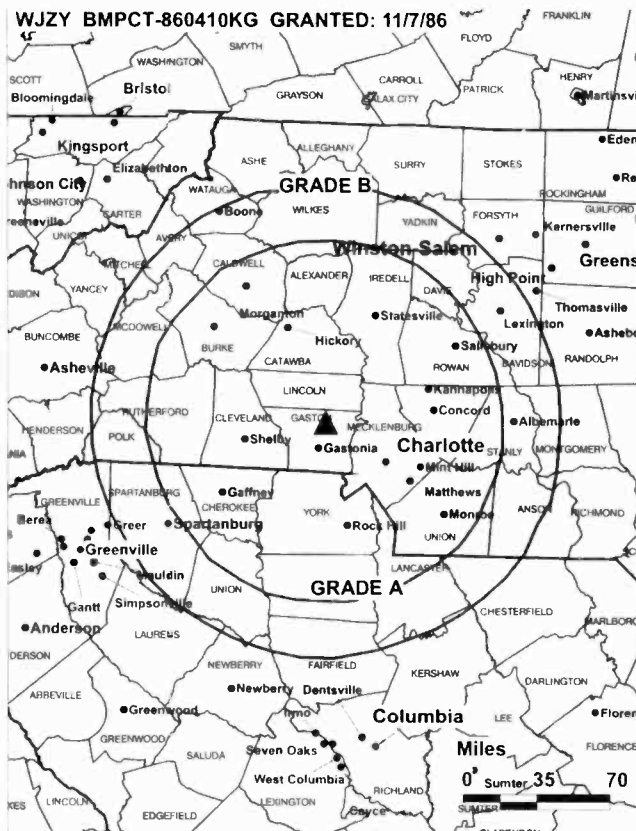 WJZY BMPCT-860410KG GRANTED: 11/7/86
FRANKLIN
FLOYD
SMYTH
WASHINGTON
SCOTT
CARROLL
PATRICK
HENRY
Bloomingdale
Bristol
GRAYSON
Martinsv
Kingsport
ALLEGHANY
Eden
ASHE
SURRY
STOKES
Elizabethton
ROCKINGHAM
hnson City
WATAUGA
GRADE B
WASHINGTON
CARTER
Boone
WILKES
YADKIN
FORSYTH
GUILFORD
Kernersville
AVERY
MITCHELL
Winston-Salem
Greens
CALDWELL
ALEXANDER
IREDELL
DAVIE
High Point
YANCEY
Thomasville
MCDOWELL
Morganton
Statesville
Lexington
BUNCOMBE
BURKE
Hickory
Salisbury
Ashebo
CATAWBA
DAVIDSON
RANDOLPH
Asheville
ROWAN
LINCOLN
Kannapolis
RUTHERFORD
CLEVELAND
GASTO
MECKLENBURG
Concord
Albemarle
HENDERSON
POLK
Shelby
Gastonia
Charlotte
STANLY
MONTGOMERY
Mint Hill
GREENVILLE
SPARTANBURG
Gaffney
Matthews
CHEROKEE
YORK
ANSON
RICHMOND
Greer
Spartanburg
Rock Hill
Monroe
UNION
Greenville
Mauldin
UNION
GRADE A
LANCASTER
Gantt
Simpsonville
CHESTERFIELD
Anderson
LAURENS
MARLBORO
NEWBERRY
FAIRFIELD
KERSHAW
DARLINGTON
ABBEVILLE
Newberry
Dentsville
Greenwood
Columbia
LEE
Floren
GREENWOOD
Seven Oaks
Miles
FLORENCE
SALUDA
West Columbia
0
Sumter
35
70
LINCOLN
LEXINGTON
RICHLAND
EDGEFIELD
Cayce
SUMTER